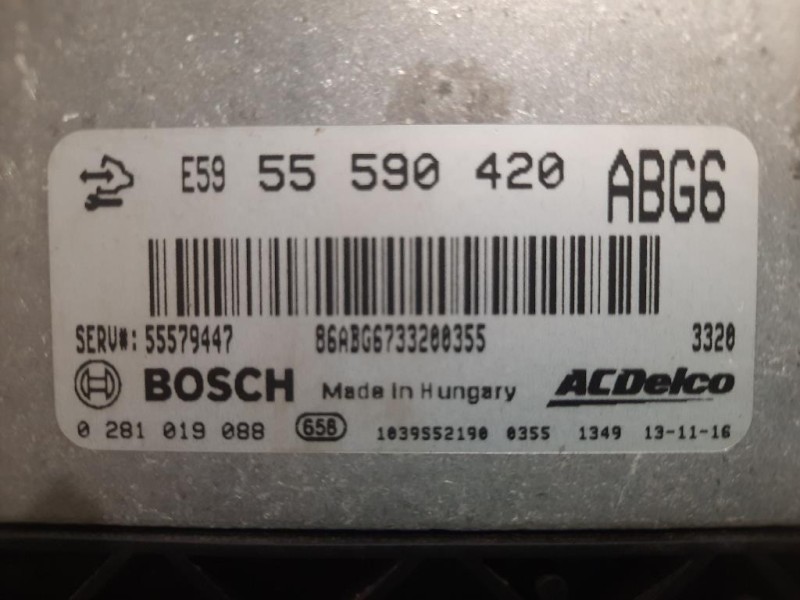 E59 55 590 420 ABG6
SERV#: 55579447 86ABG6733200355 3320
BOSCH Made in Hungary ACDelco
0 281 019 088 658 1039S52190 0355 1349 13-11-16